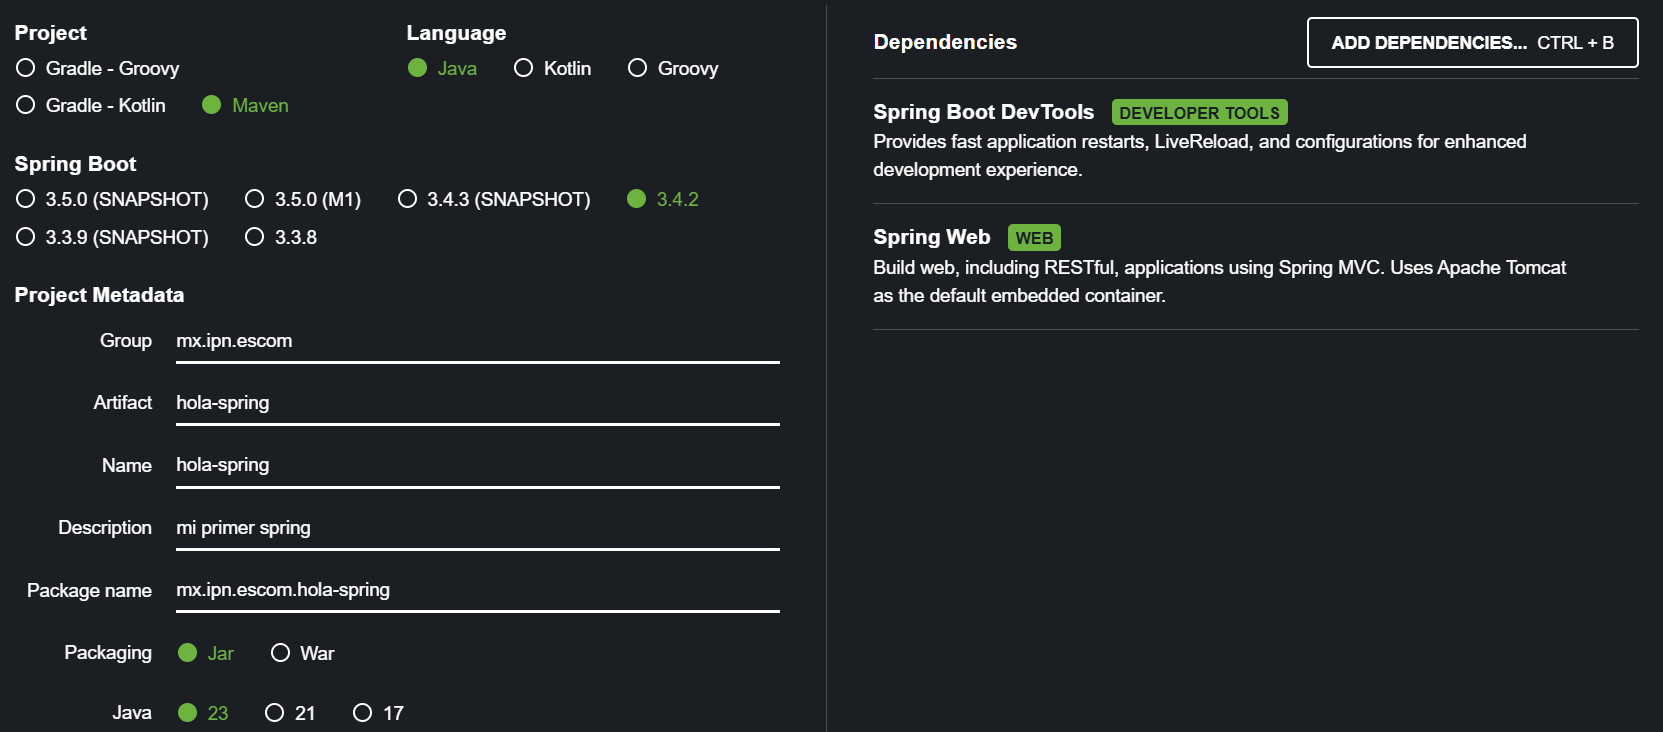 Project
Gradle - Groovy
Gradle - Kotlin Maven
Language
Java Kotlin Groovy
Spring Boot
3.5.0 (SNAPSHOT) 3.5.0 (M1) 3.4.3 (SNAPSHOT) 3.4.2
3.3.9 (SNAPSHOT) 3.3.8
Project Metadata
Group mx.ipn.escom
Artifact hola-spring
Name hola-spring
Description mi primer spring
Package name mx.ipn.escom.hola-spring
Packaging Jar War
Java 23 21 17
Dependencies ADD DEPENDENCIES... CTRL + B
Spring Boot DevTools DEVELOPER TOOLS
Provides fast application restarts, LiveReload, and configurations for enhanced
development experience.
Spring Web WEB
Build web, including RESTful, applications using Spring MVC. Uses Apache Tomcat
as the default embedded container.